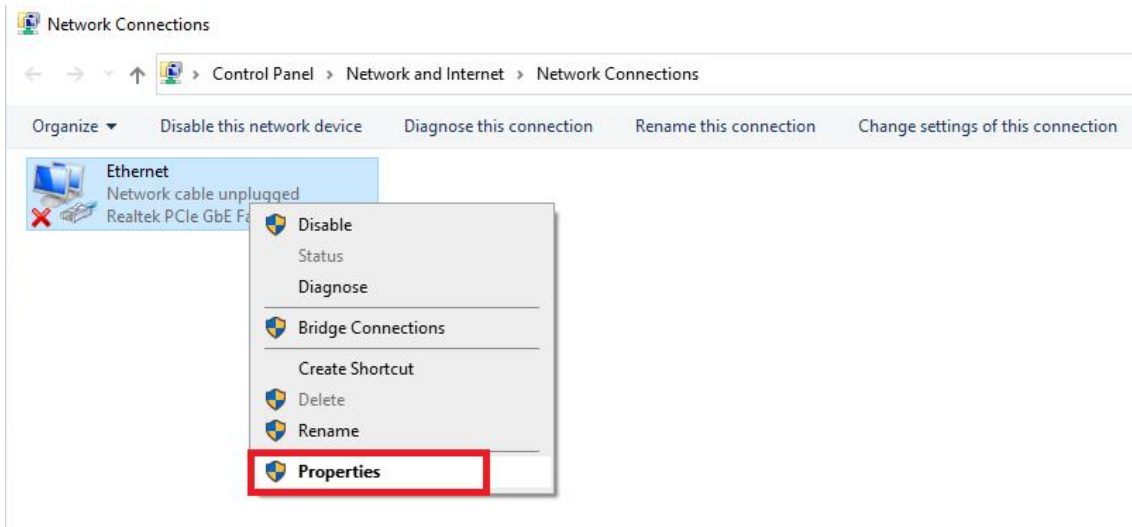 Network Connections
Control Panel > Network and Internet > Network Connections
Organize Disable this network device Diagnose this connection Rename this connection Change settings of this connection
Ethernet
Network cable unplugged
Realtek PCIe GbE
Disable
Status
Diagnose
Bridge Connections
Create Shortcut
Delete
Rename
Properties